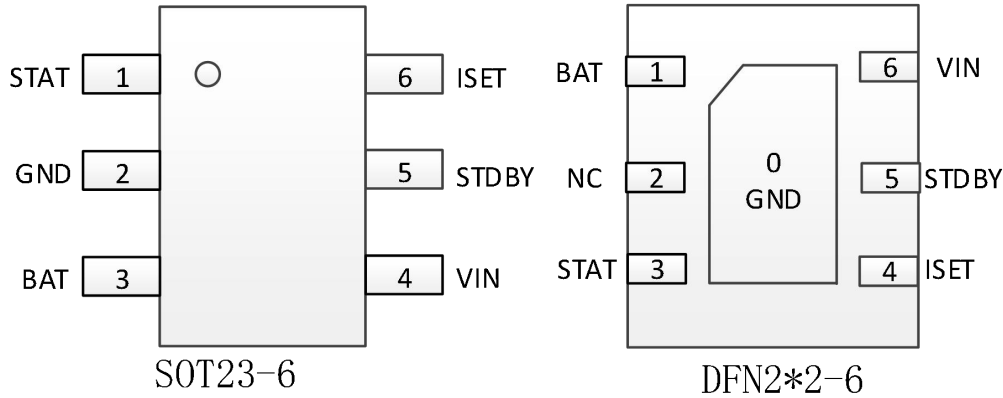 STAT 1 6 ISET
GND 2 5 STDBY
BAT 3 4 VIN
SOT23-6
BAT 1 6 VIN
NC 2 0 5 STDBY
GND
STAT 3 4 ISET
DFN2*2-6